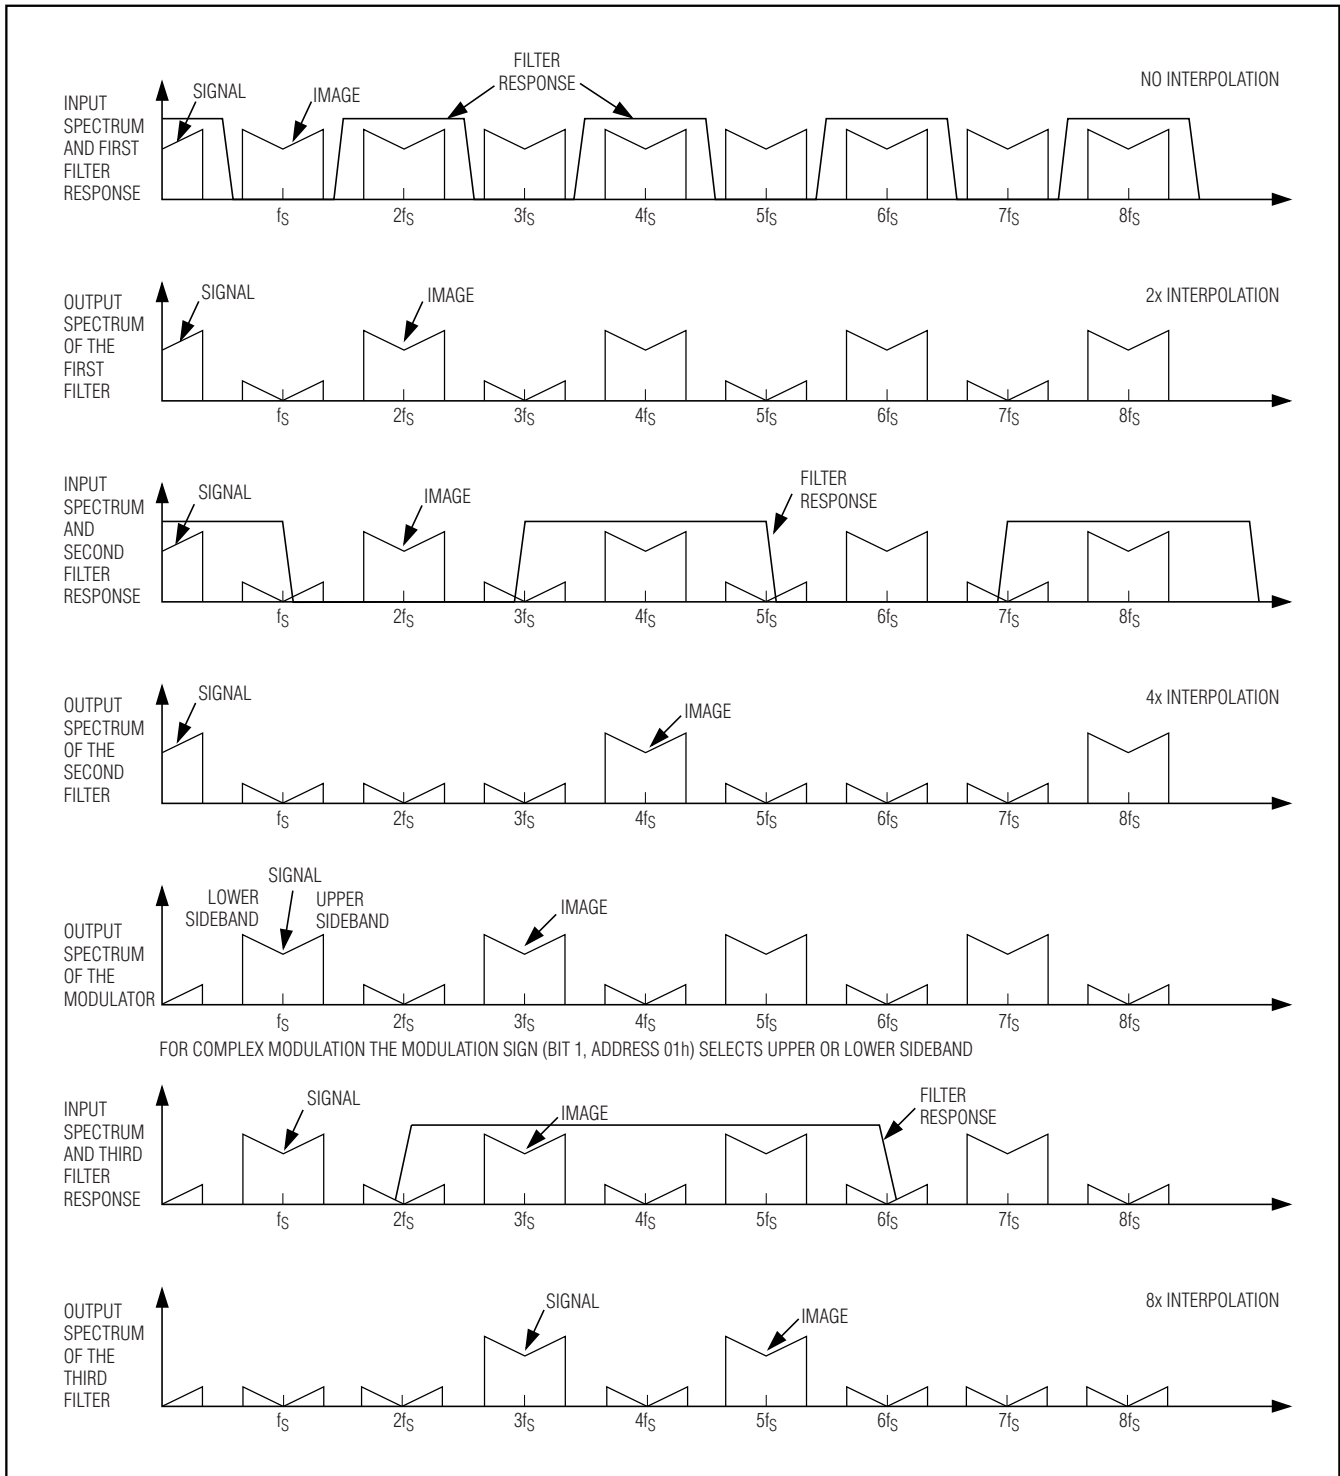 FILTER
RESPONSE
NO INTERPOLATION
SIGNAL
IMAGE
INPUT
SPECTRUM
AND FIRST
FILTER
RESPONSE
fS 2fS 3fS 4fS 5fS 6fS 7fS 8fS
SIGNAL
IMAGE
2x INTERPOLATION
OUTPUT
SPECTRUM
OF THE
FIRST
FILTER
fS 2fS 3fS 4fS 5fS 6fS 7fS 8fS
INPUT
SPECTRUM
AND
SECOND
FILTER
RESPONSE
SIGNAL
IMAGE
FILTER
RESPONSE
fS 2fS 3fS 4fS 5fS 6fS 7fS 8fS
SIGNAL
IMAGE
4x INTERPOLATION
OUTPUT
SPECTRUM
OF THE
SECOND
FILTER
fS 2fS 3fS 4fS 5fS 6fS 7fS 8fS
SIGNAL
LOWER
SIDEBAND
UPPER
SIDEBAND
IMAGE
OUTPUT
SPECTRUM
OF THE
MODULATOR
fS 2fS 3fS 4fS 5fS 6fS 7fS 8fS
FOR COMPLEX MODULATION THE MODULATION SIGN (BIT 1, ADDRESS 01h) SELECTS UPPER OR LOWER SIDEBAND
INPUT
SPECTRUM
AND THIRD
FILTER
RESPONSE
SIGNAL
IMAGE
FILTER
RESPONSE
fS 2fS 3fS 4fS 5fS 6fS 7fS 8fS
SIGNAL
IMAGE
8x INTERPOLATION
OUTPUT
SPECTRUM
OF THE
THIRD
FILTER
fS 2fS 3fS 4fS 5fS 6fS 7fS 8fS